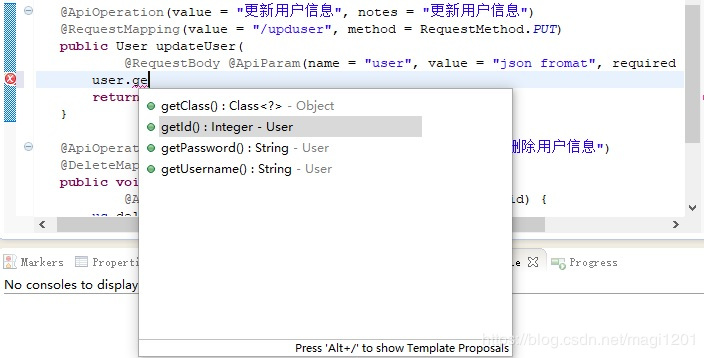 @ApiOperation(value = "更新用户信息", notes = "更新用户信息")
@RequestMapping(value = "/upduser", method = RequestMethod.PUT)
public User updateUser(
@RequestBody @ApiParam(name = "user", value = "json fromat", required
user.ge
return
}
getClass() : Class<?> - Object
getId() : Integer - User
getPassword() : String - User
getUsername() : String - User
@ApiOperat 删除用户信息")
@DeleteMap
public voi
@A id) {
us.del
Markers Properti le Progress
No consoles to display
Press 'Alt+/' to show Template Proposals
https://blog.csdn.net/magi1201